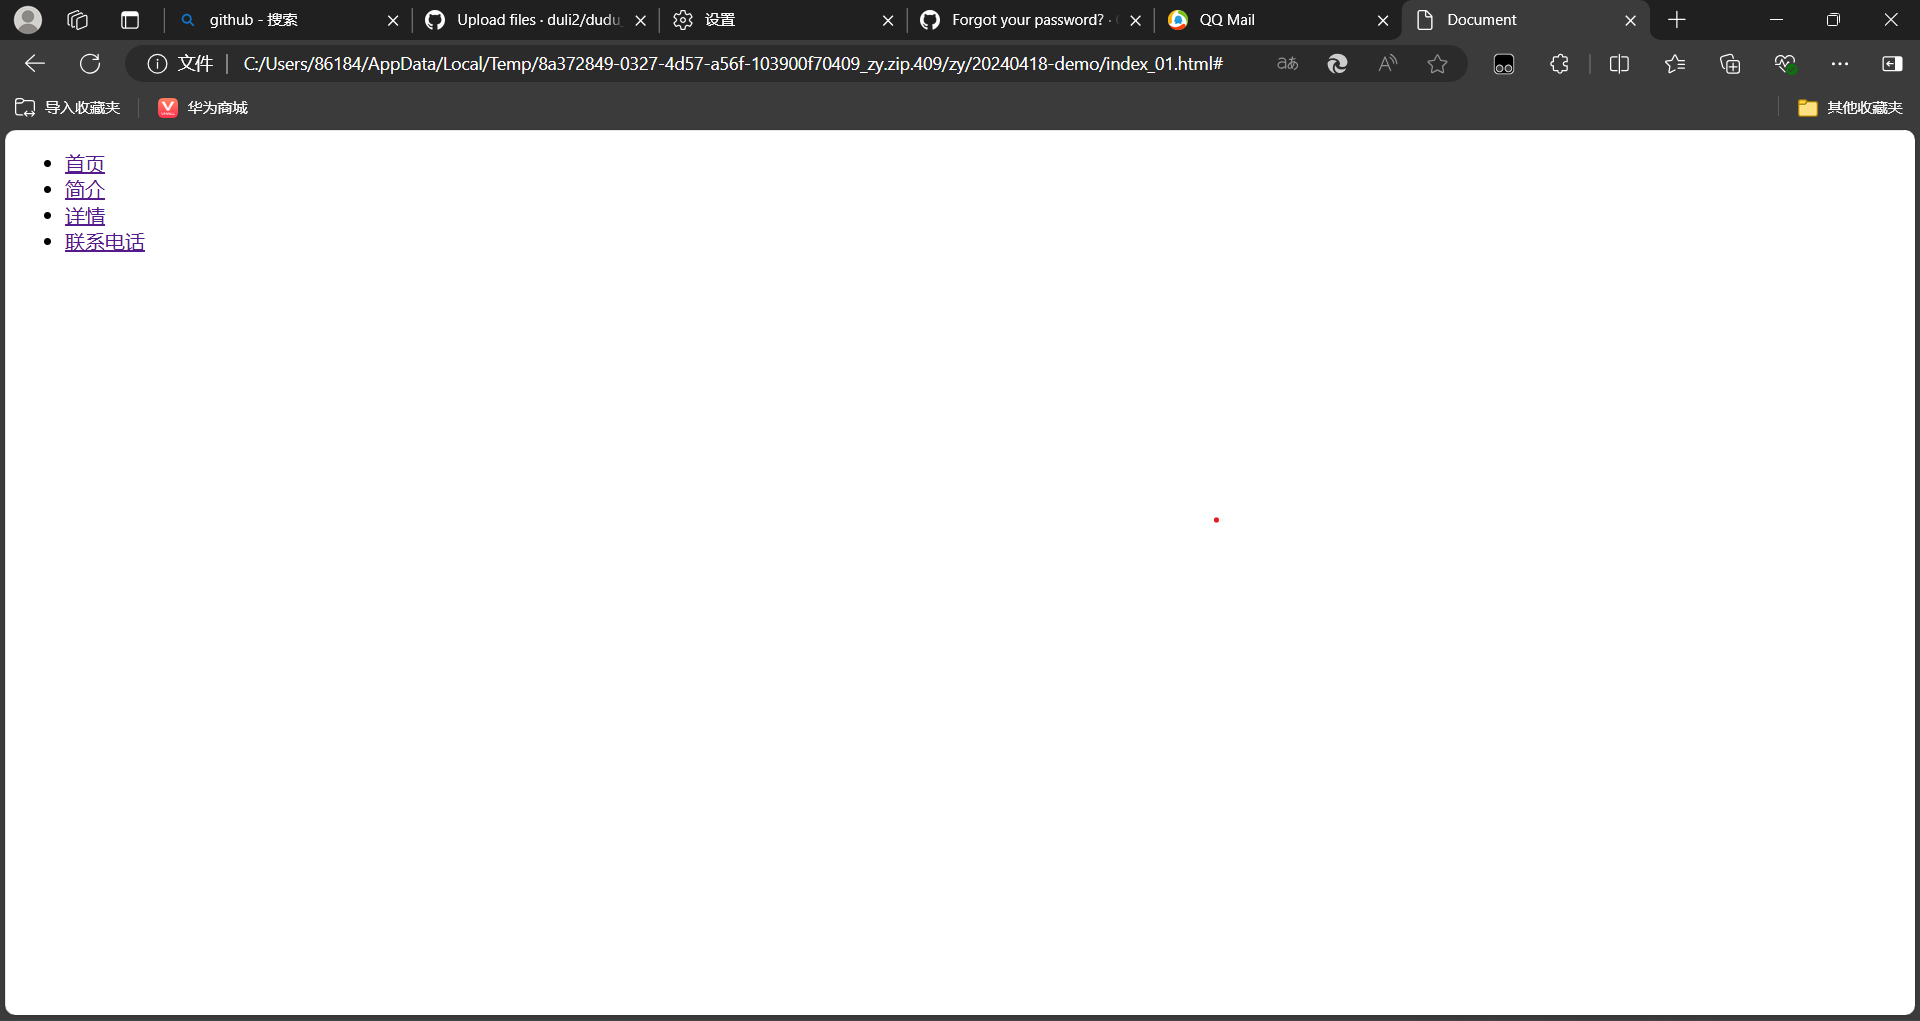 github - 搜索
Upload files · duli2/dudu
设置
Forgot your password? ·
QQ Mail
Document
文件
C:/Users/86184/AppData/Local/Temp/8a372849-0327-4d57-a56f-103900f70409_zy.zip.409/zy/20240418-demo/index_01.html#
aあ
A
导入收藏夹
华为商城
其他收藏夹
首页
简介
详情
联系电话